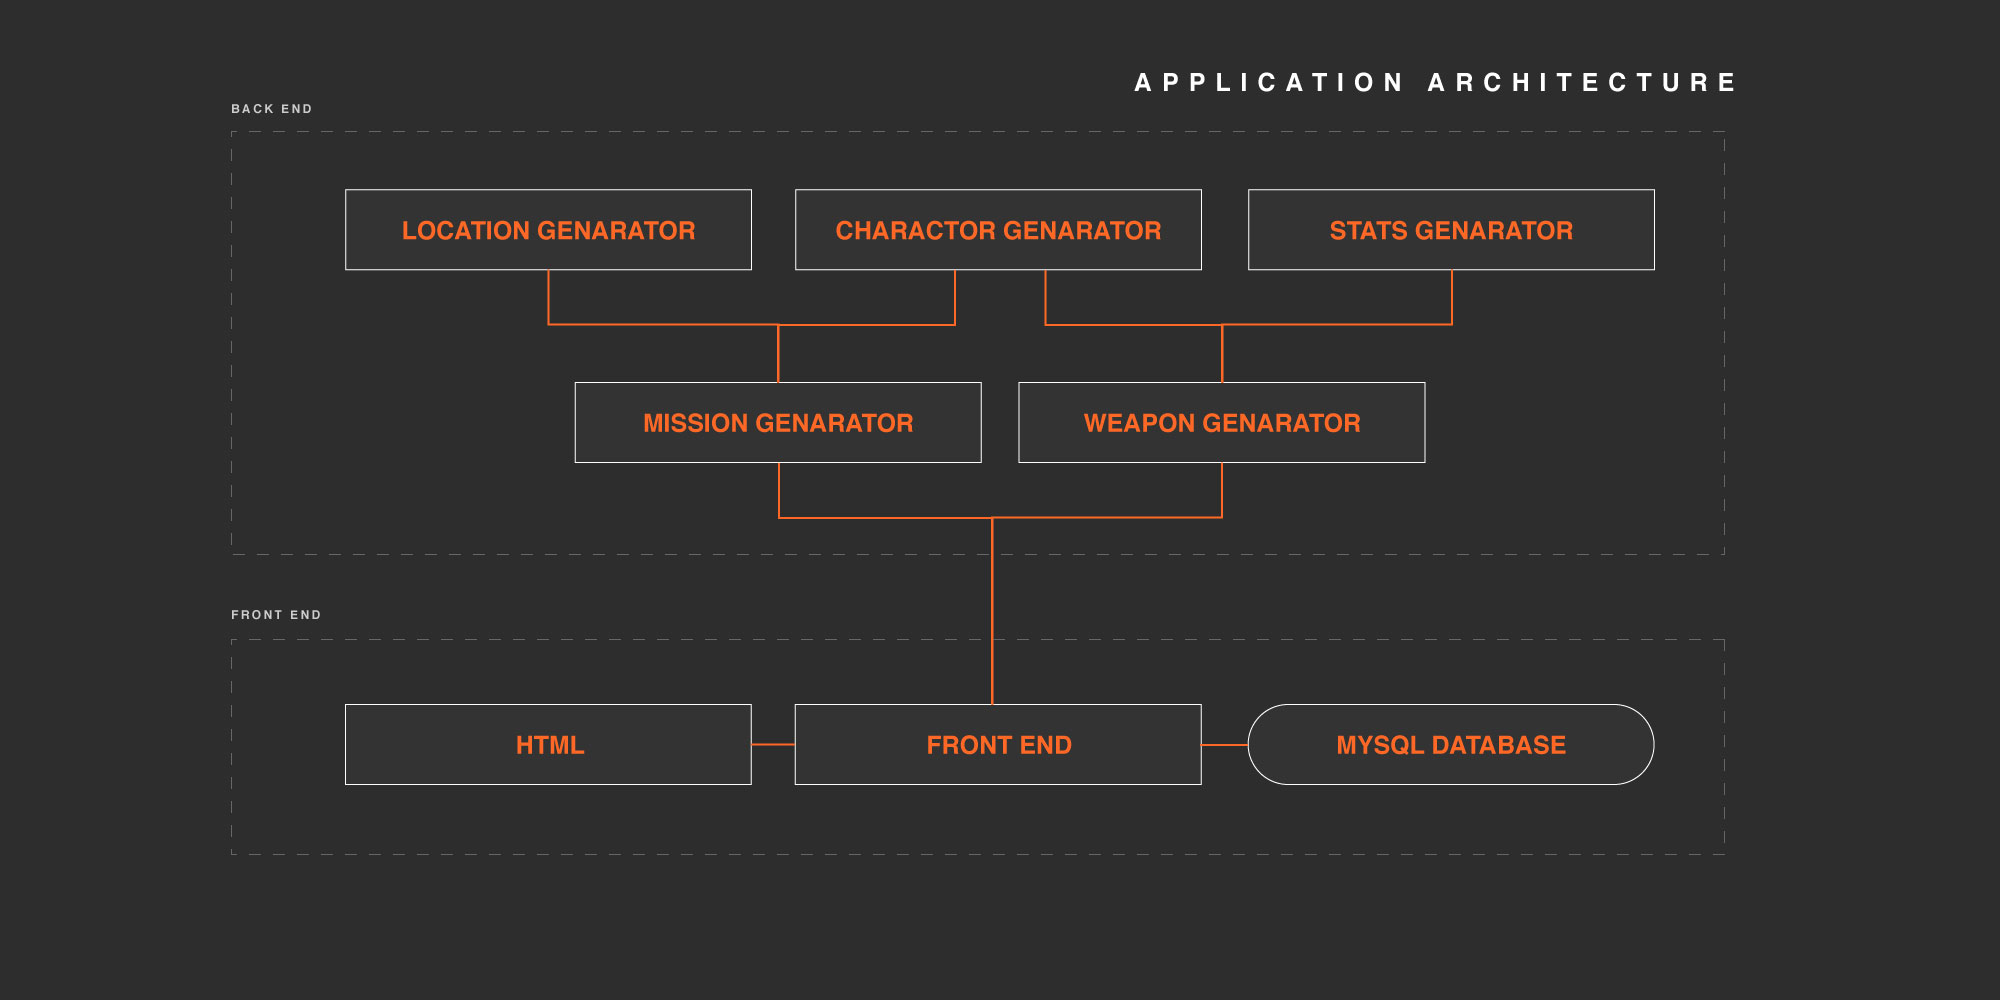 APPLICATION ARCHITECTURE
BACK END
LOCATION GENARATOR
CHARACTOR GENARATOR
STATS GENARATOR
MISSION GENARATOR
WEAPON GENARATOR
FRONT END
HTML
FRONT END
MYSQL DATABASE